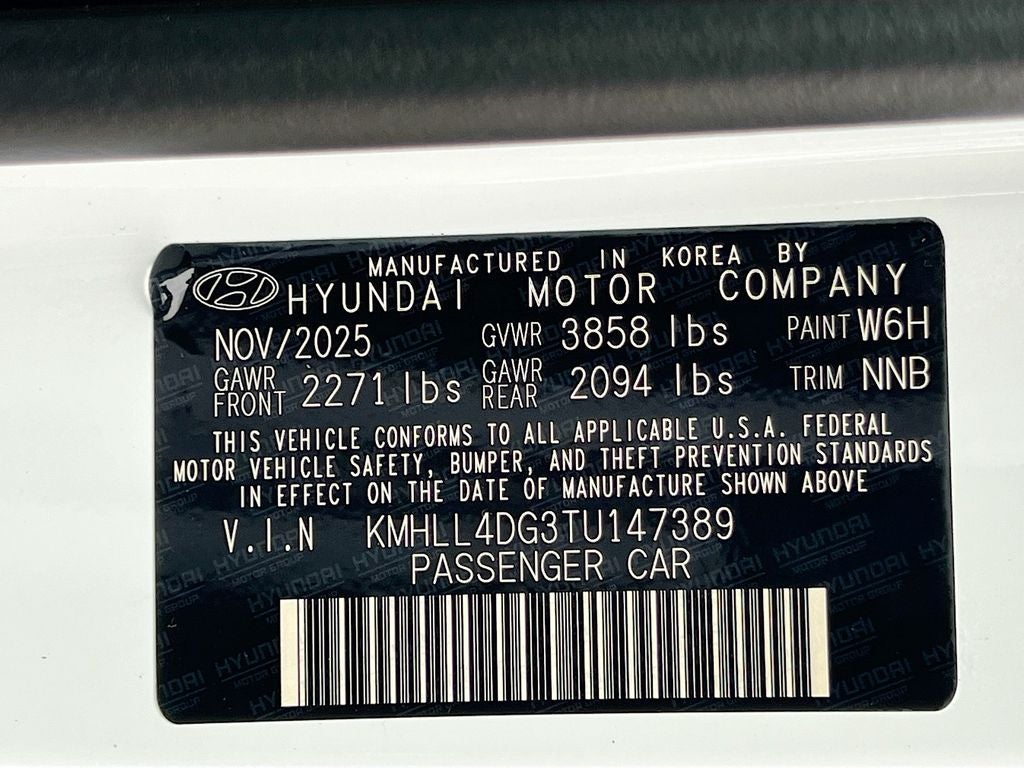 MANUFACTURED IN KOREA BY
HYUNDAI MOTOR COMPANY
NOV/2025 GVWR 3858 lbs PAINT W6H
GAWR FRONT 2271 lbs GAWR REAR 2094 lbs TRIM NNB
THIS VEHICLE CONFORMS TO ALL APPLICABLE U.S.A. FEDERAL
MOTOR VEHICLE SAFETY, BUMPER, AND THEFT PREVENTION STANDARDS
IN EFFECT ON THE DATE OF MANUFACTURE SHOWN ABOVE
V.I.N KMHLL4DG3TU147389
PASSENGER CAR